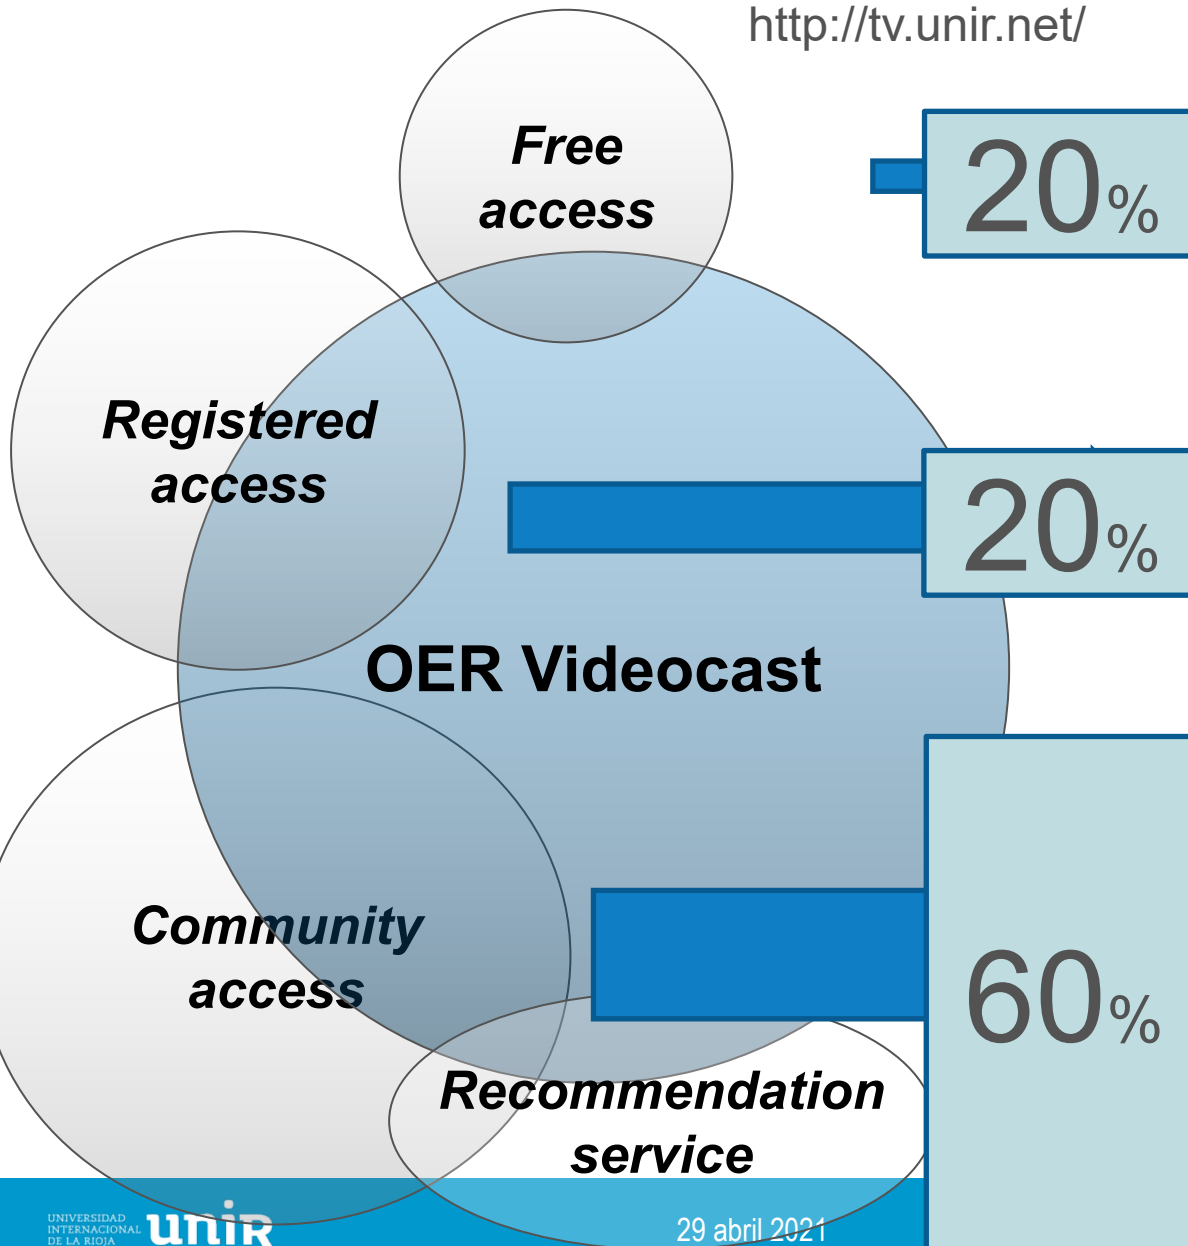 http://tv.unir.net/
Free
access
20%
Registered
access
20%
OER Videocast
Community
access
60%
Recommendation
service
UNIVERSIDAD
INTERNACIONAL
DE LA RIOJA
unir
29 abril 2021